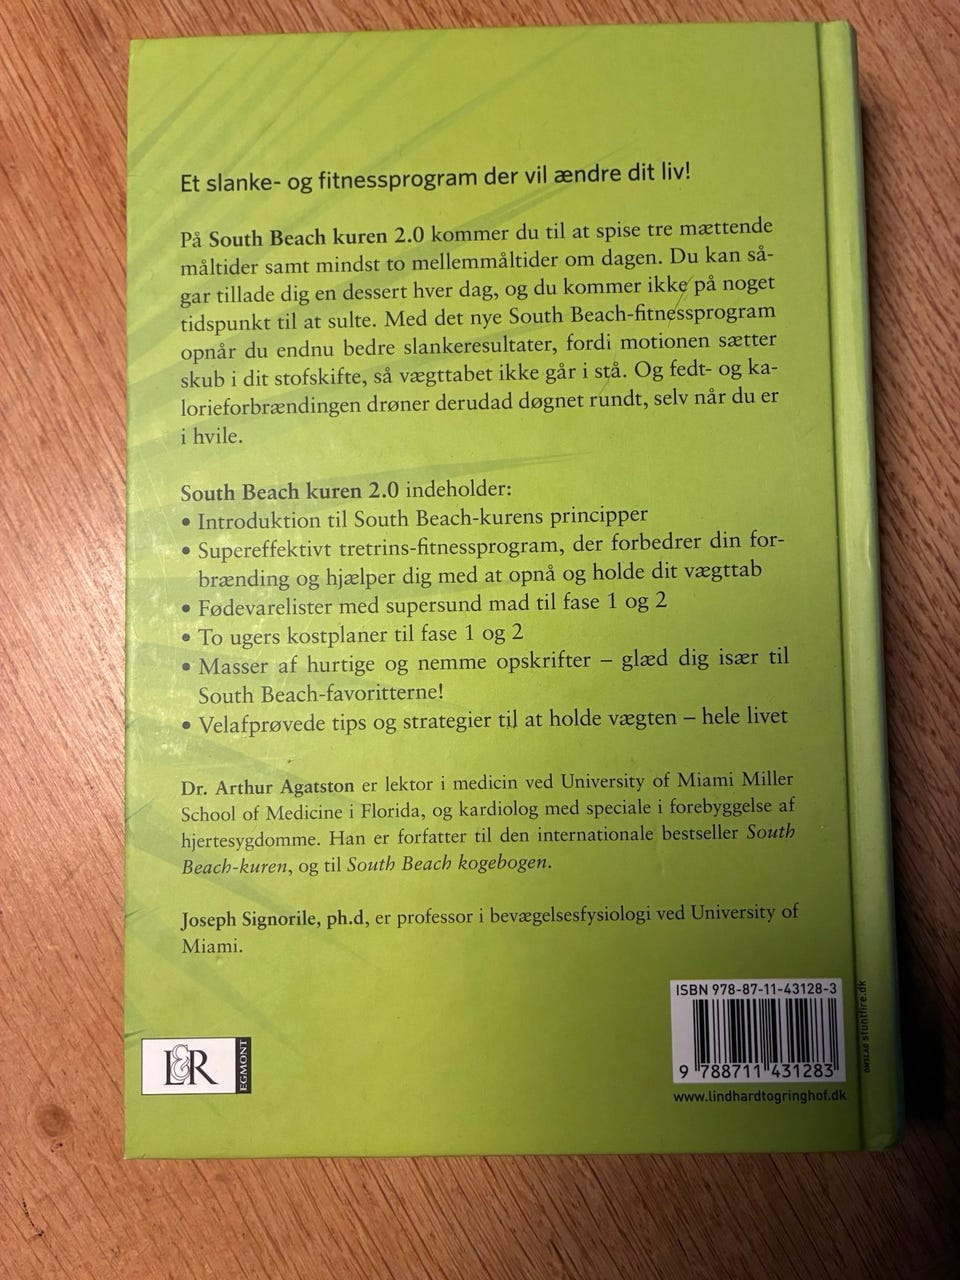 Et slanke- og fitnessprogram der vil ændre dit liv!
På South Beach kuren 2.0 kommer du til at spise tre mættende
måltider samt mindst to mellemmåltider om dagen. Du kan så-
gar tillade dig en dessert hver dag, og du kommer ikke på noget
tidspunkt til at sulte. Med det nye South Beach-fitnessprogram
opnår du endnu bedre slankeresultater, fordi motionen sætter
skub i dit stofskifte, så vægttabet ikke går i stå. Og fedt- og ka-
lorieforbrændingen drøner derudad døgnet rundt, selv når du er
i hvile.
South Beach kuren 2.0 indeholder:
• Introduktion til South Beach-kurens principper
• Supereffektivt tretrins-fitnessprogram, der forbedrer din for-
brænding og hjælper dig med at opnå og holde dit vægttab
• Fødevarelister med supersund mad til fase 1 og 2
• To ugers kostplaner til fase 1 og 2
• Masser af hurtige og nemme opskrifter – glæd dig især til
South Beach-favoritterne!
• Velafprøvede tips og strategier til at holde vægten – hele livet
Dr. Arthur Agatston er lektor i medicin ved University of Miami Miller
School of Medicine i Florida, og kardiolog med speciale i forebyggelse af
hjertesygdomme. Han er forfatter til den internationale bestseller South
Beach-kuren, og til South Beach kogebogen.
Joseph Signorile, ph.d, er professor i bevægelsesfysiologi ved University of
Miami.
ISBN 978-87-11-43128-3
9 788711 431283
www.lindhardtogringhof.dk
OMSLAG stuntfire.dk
L&R
EGMONT